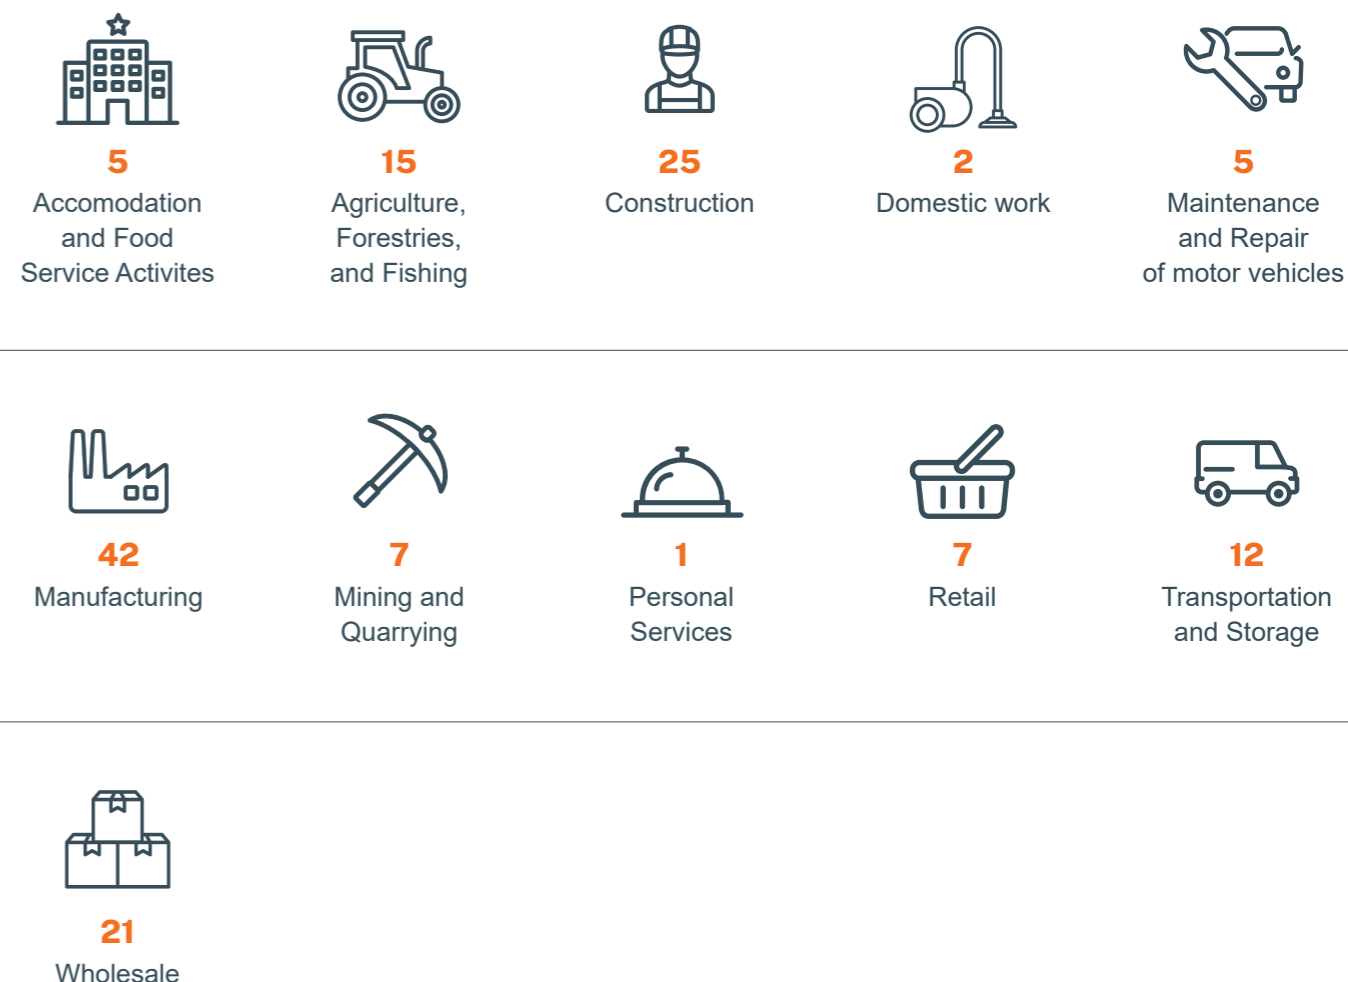 5
Accomodation
and Food
Service Activites
15
Agriculture,
Forestries,
and Fishing
25
Construction
2
Domestic work
5
Maintenance
and Repair
of motor vehicles
42
Manufacturing
7
Mining and
Quarrying
1
Personal
Services
7
Retail
12
Transportation
and Storage
21
Wholesale